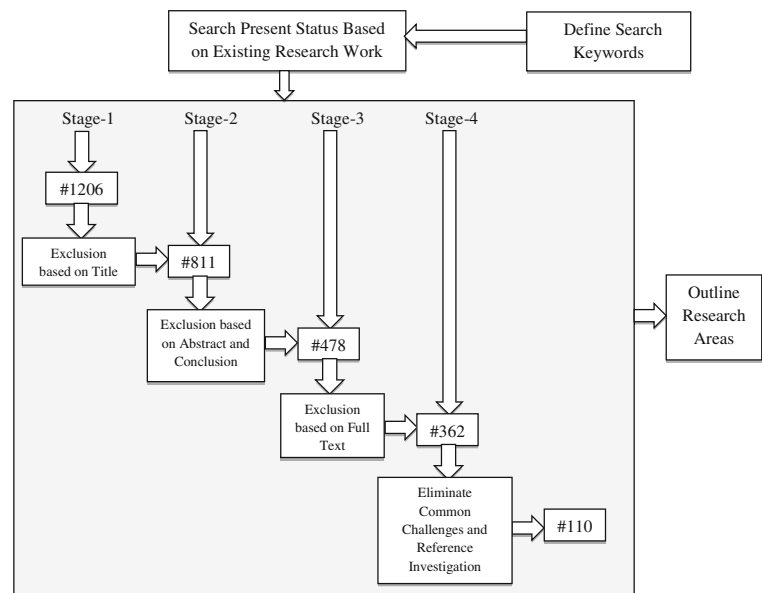 Search Present Status Based
on Existing Research Work
Define Search
Keywords
Stage-1
Stage-2
Stage-3
Stage-4
#1206
Exclusion
based on Title
#811
Exclusion based
on Abstract and
Conclusion
#478
Exclusion
based on Full
Text
#362
Eliminate
Common
Challenges and
Reference
Investigation
#110
Outline
Research
Areas